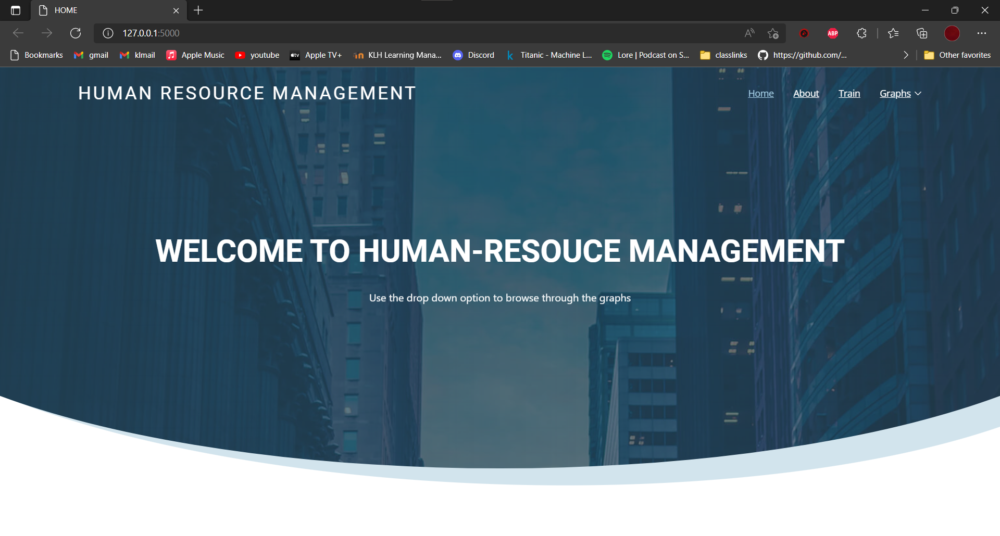 HOME
127.0.0.1:5000
ABP
Bookmarks gmail klmail Apple Music youtube tv Apple TV+ KLH Learning Mana... Discord k Titanic - Machine L... Lore | Podcast on S... classlinks https://github.com/... Other favorites
HUMAN RESOURCE MANAGEMENT
Home About Train Graphs
WELCOME TO HUMAN-RESOUCE MANAGEMENT
Use the drop down option to browse through the graphs